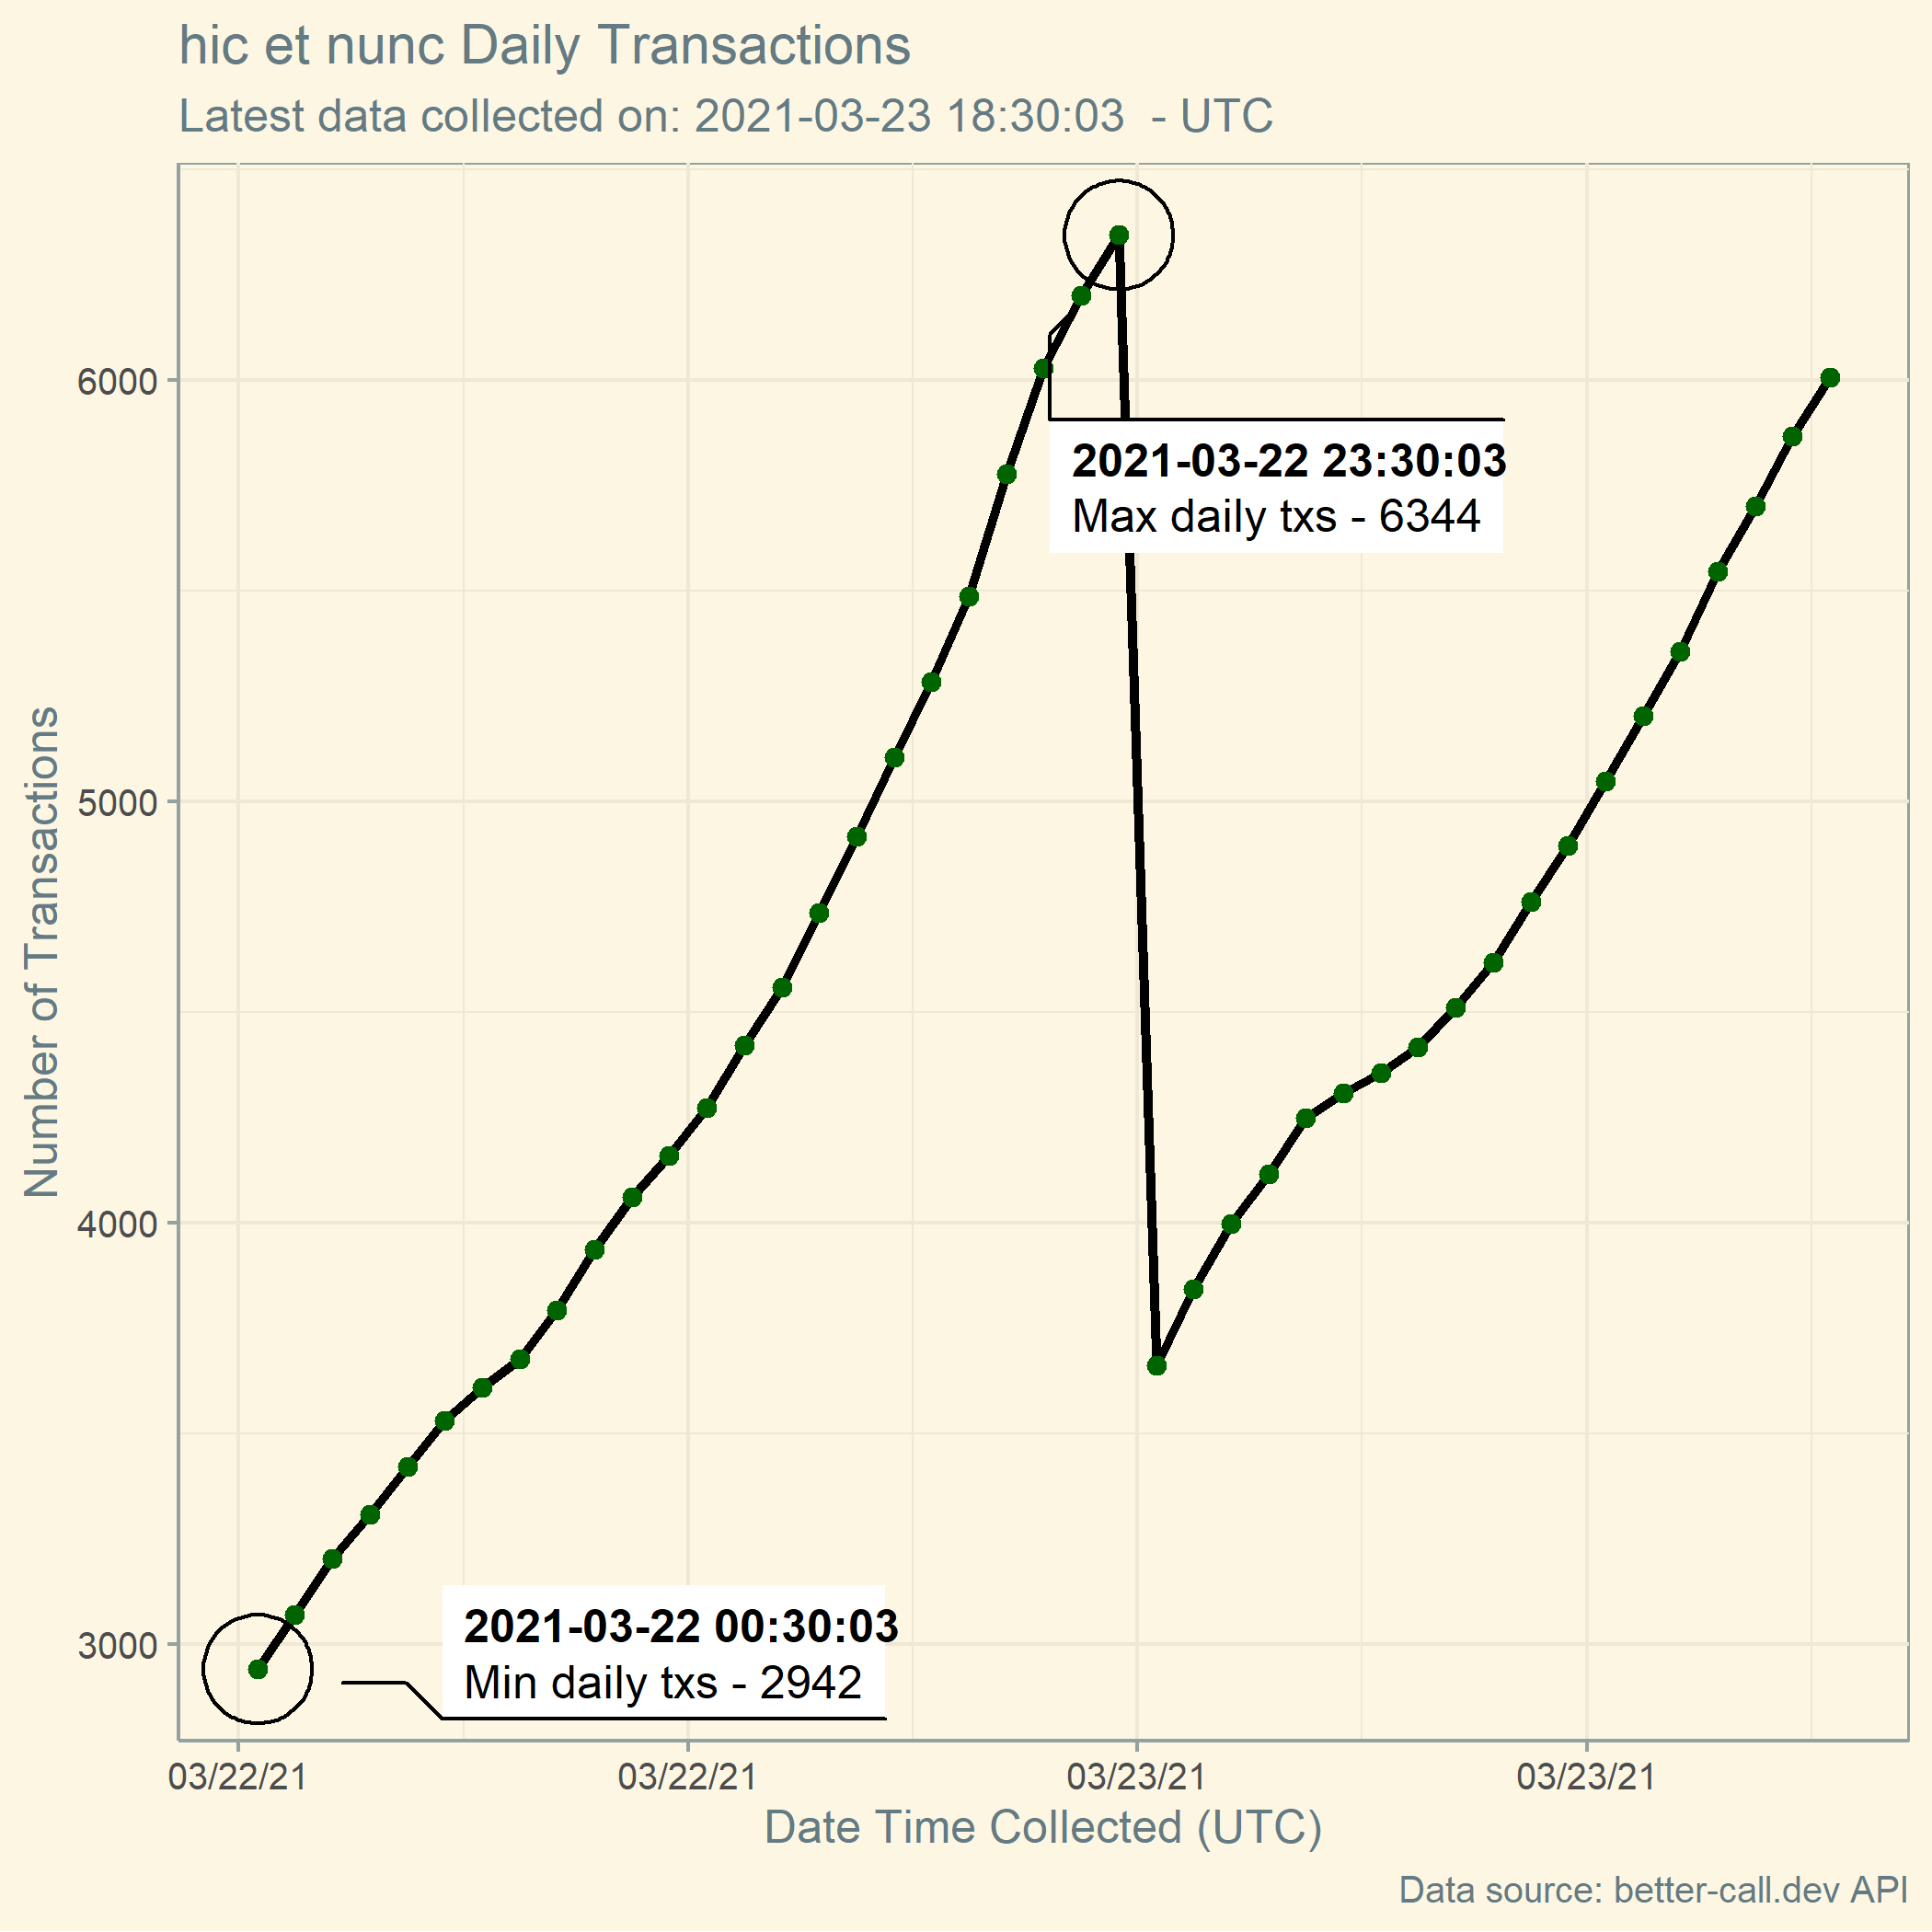 hic et nunc Daily Transactions
Latest data collected on: 2021-03-23 18:30:03  - UTC
Number of Transactions
6000
5000
4000
3000
2021-03-22 23:30:03
Max daily txs - 6344
2021-03-22 00:30:03
Min daily txs - 2942
03/22/21
03/22/21
03/23/21
03/23/21
Date Time Collected (UTC)
Data source: better-call.dev API